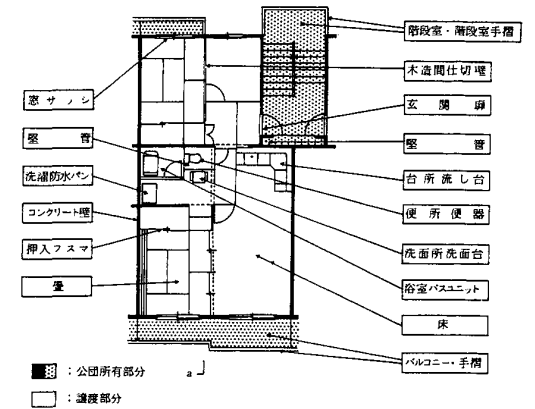 階段室・階段室手摺
木造間仕切壁
玄関扉
竪管
台所流し台
便所便器
洗面所洗面台
浴室バスユニット
床
バルコニー・手摺
窓サッシ
竪管
洗濯防水パン
コンクリート壁
押入フスマ
畳
：公団所有部分
a
：譲渡部分